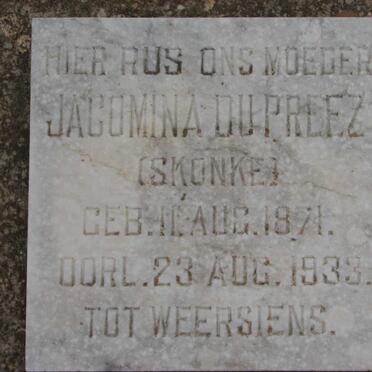 HIER RUS ONS MOEDER
JACOMINA DU PREEZ
(SKONKE)
GEB. 11. AUG. 1871.
OORL. 23 AUG. 1933.
TOT WEERSIENS.